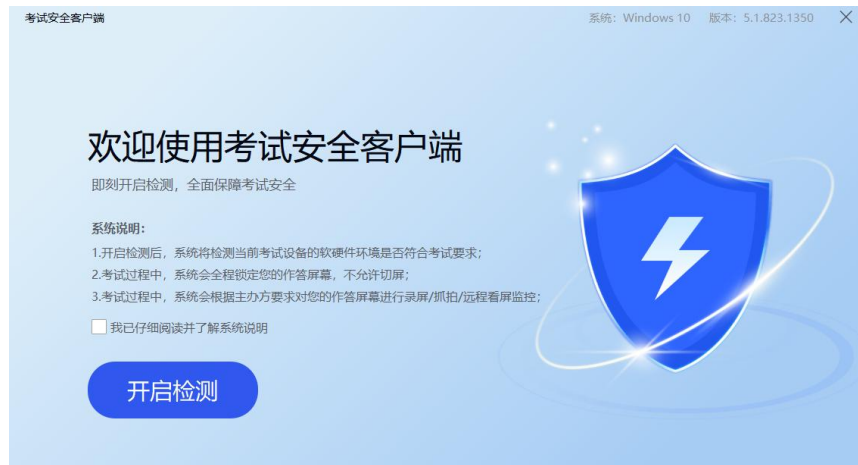 考试安全客户端
系统：Windows 10 版本：5.1.823.1350
欢迎使用考试安全客户端
即刻开启检测，全面保障考试安全
系统说明：
1.开启检测后，系统将检测当前考试设备的软硬件环境是否符合考试要求；
2.考试过程中，系统会全程锁定您的作答屏幕，不允许切屏；
3.考试过程中，系统会根据主办方要求对您的作答屏幕进行录屏/抓拍/远程看屏监控；
我已仔细阅读并了解系统说明
开启检测